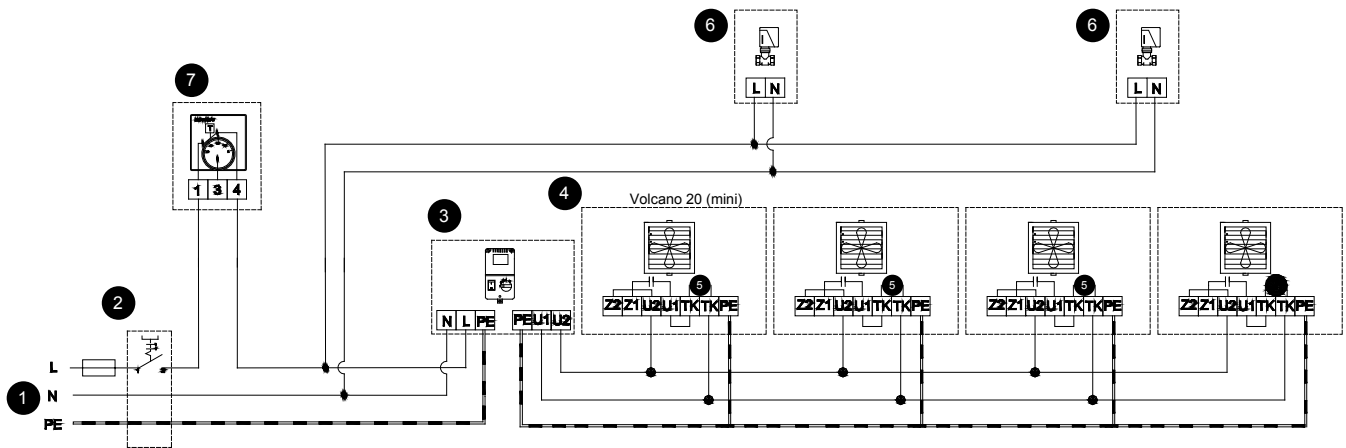 6
6
L N
L N
7
1 3 4
4
Volcano 20 (mini)
3
5
5
5
Z2 Z1 U2 U1 TK TK PE
Z2 Z1 U2 U1 TK TK PE
Z2 Z1 U2 U1 TK TK PE
Z2 Z1 U2 U1 TK TK PE
2
N L PE
PE U1 U2
L
1
N
PE